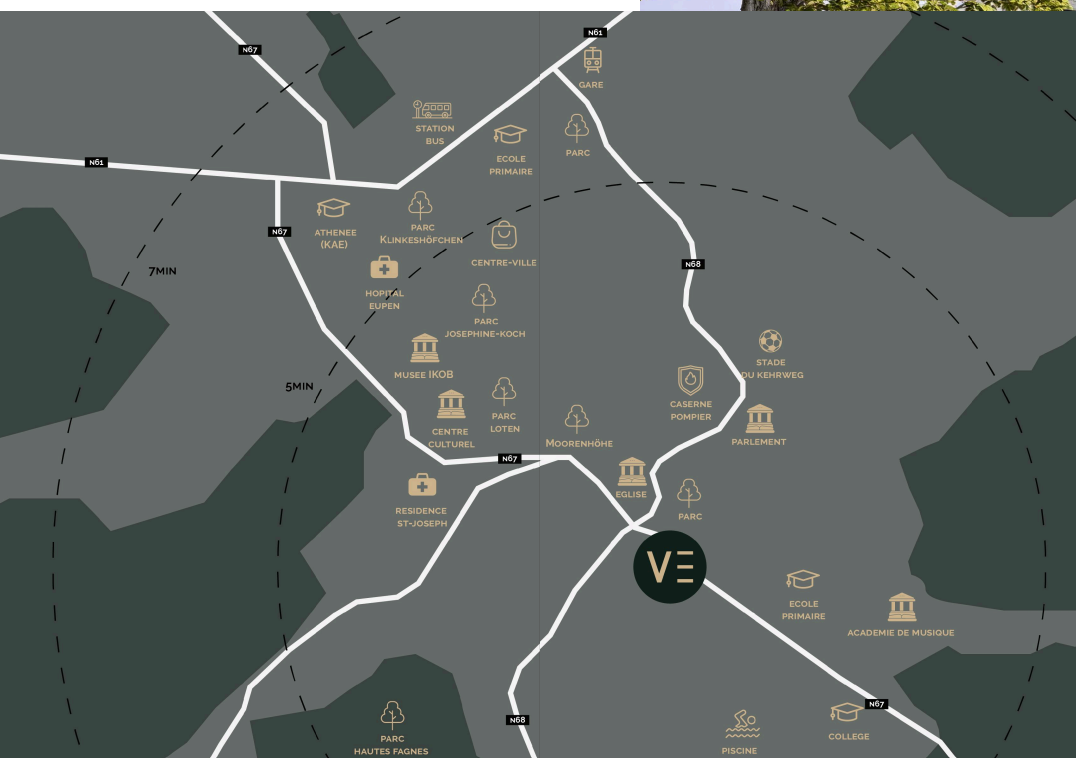 N61
N67
GARE
STATION
BUS
ECOLE
PRIMAIRE
PARC
N61
ATHENEE
(KAE)
PARC
KLINKESHÖFCHEN
N67
CENTRE-VILLE
N68
7MIN
HOPITAL
EUPEN
PARC
JOSEPHINE-KOCH
STADE
DU KEHRWEG
MUSEE IKOB
5MIN
CASERNE
POMPIER
PARC
LOTEN
CENTRE
CULTUREL
MOORENHÖHE
PARLEMENT
N67
EGLISE
RESIDENCE
ST-JOSEPH
PARC
VE
ECOLE
PRIMAIRE
ACADEMIE DE MUSIQUE
N67
N68
PARC
HAUTES FAGNES
COLLEGE
PISCINE